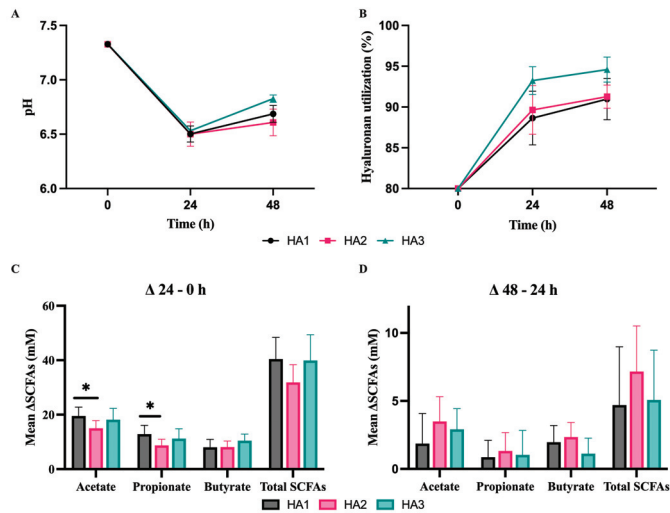 A
B
7.5
7.0
6.5
6.0
pH
0
24
48
Time (h)
100
95
90
85
80
Hyaluronan utilization (%)
0
24
48
Time (h)
HA1 HA2 HA3
C
Δ 24 - 0 h
60
40
20
0
Mean ΔSCFAs (mM)
*
*
Acetate Propionate Butyrate Total SCFAs
D
Δ 48 - 24 h
10
5
0
Mean ΔSCFAs (mM)
Acetate Propionate Butyrate Total SCFAs
HA1 HA2 HA3